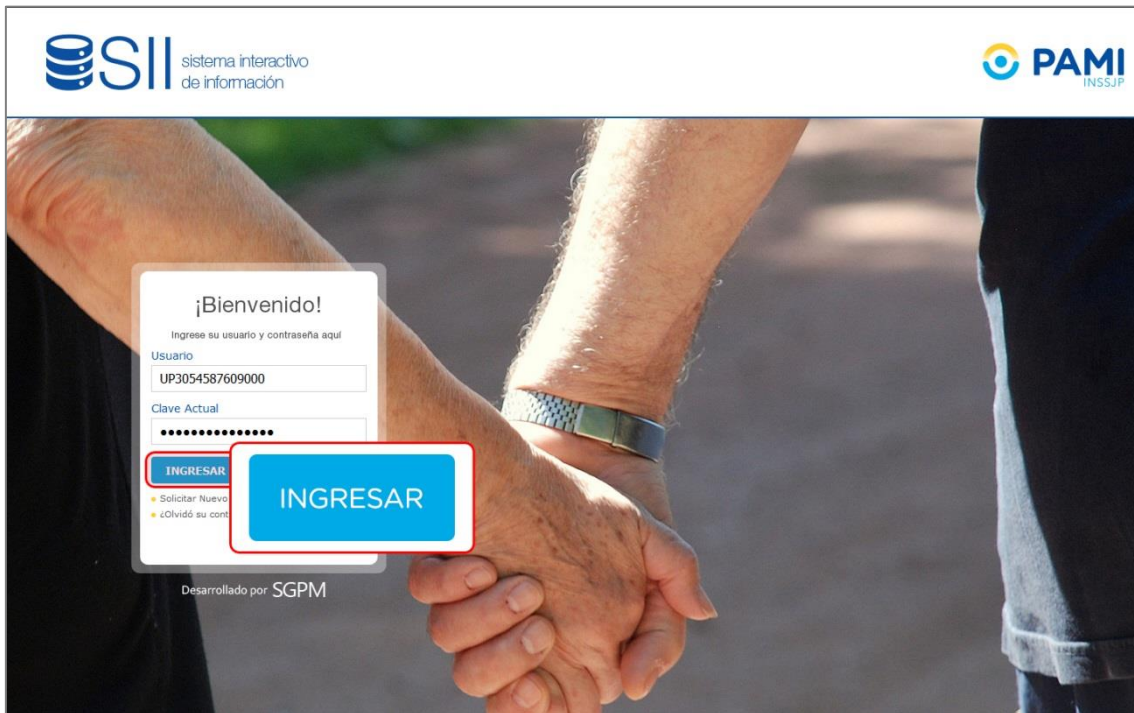 SII
sistema interactivo
de información
PAMI
INSSJP
¡Bienvenido!
Ingrese su usuario y contraseña aquí
Usuario
UP3054587609000
Clave Actual
●●●●●●●●●●●●●●●
INGRESAR
INGRESAR
Solicitar Nuevo
¿Olvidó su cont
Desarrollado por SGPM